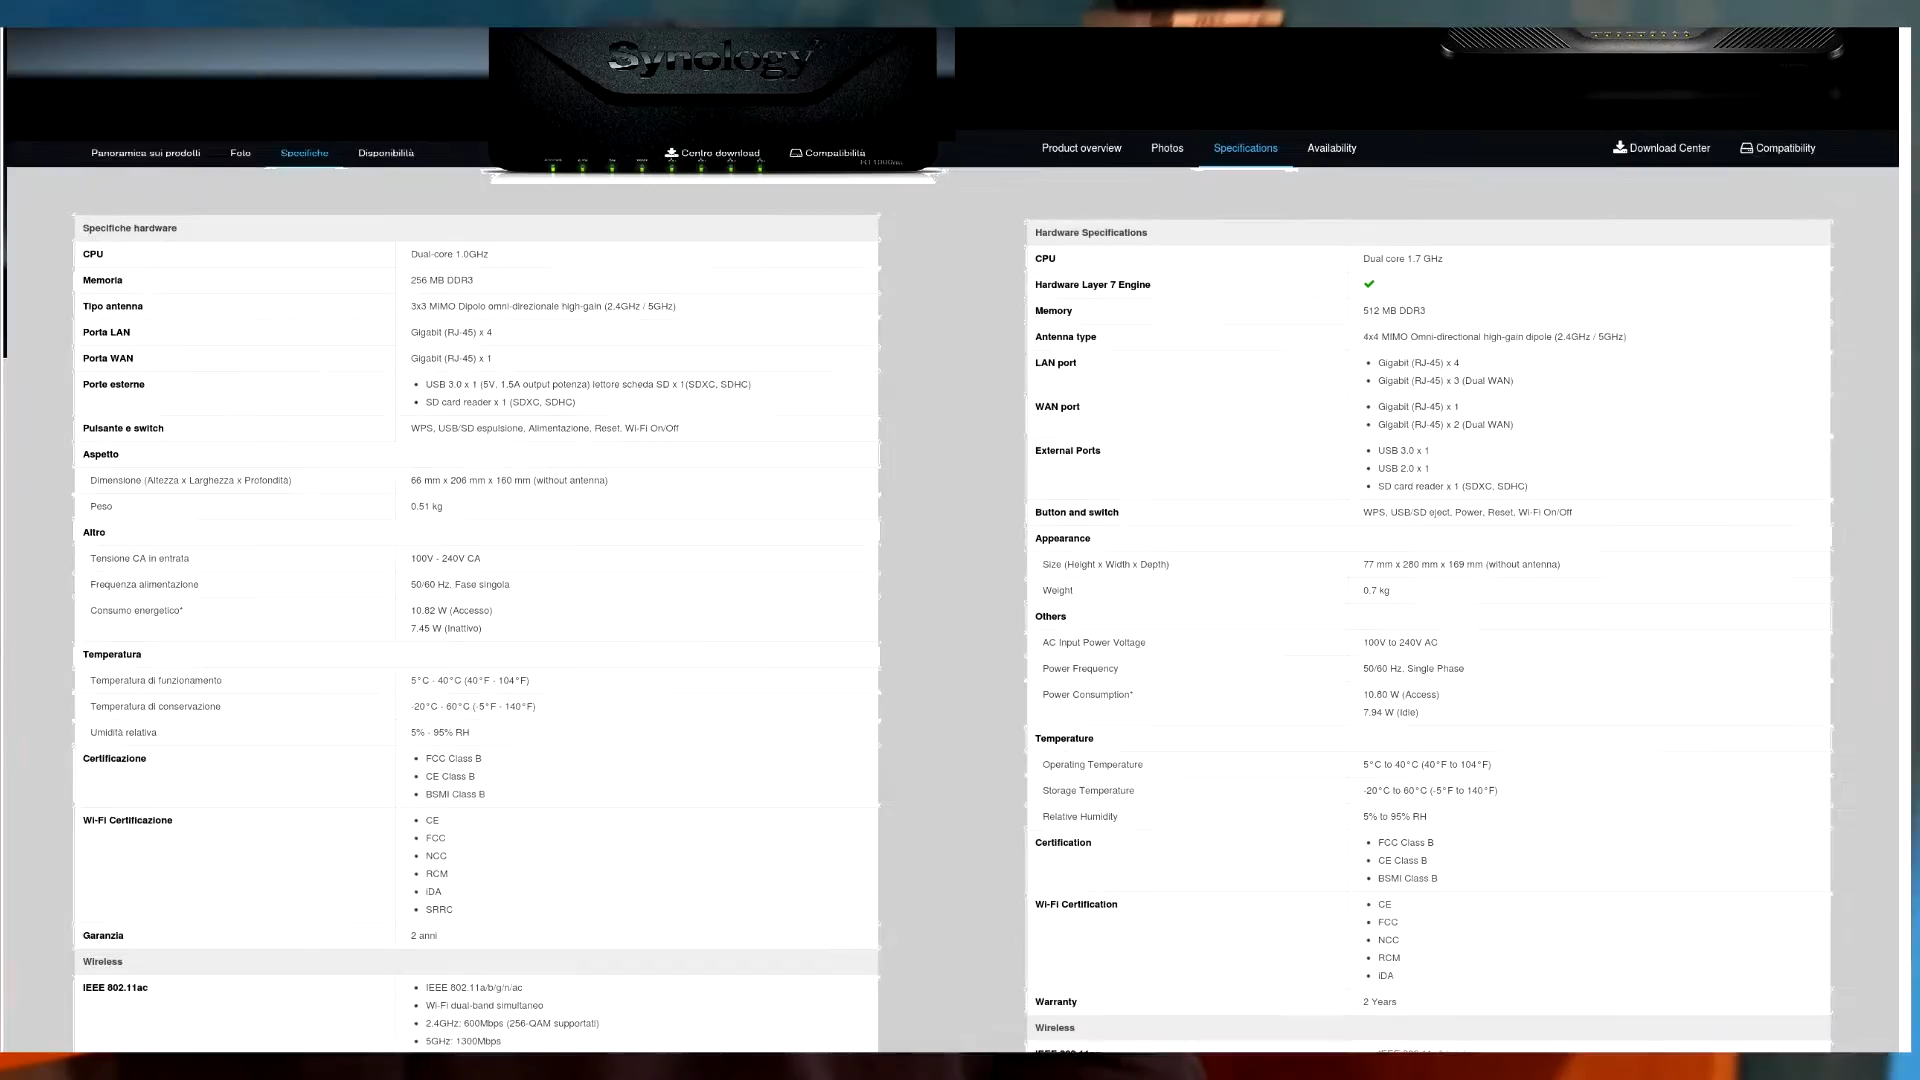 Synology
Panoramica sui prodotti
Foto
Specifiche
Disponibilità
Centro download
Compatibilità
Specifiche hardware
CPU Dual-core 1.0GHz
Memoria 256 MB DDR3
Tipo antenna 3x3 MIMO Dipolo omni-direzionale high-gain (2.4GHz / 5GHz)
Porta LAN Gigabit (RJ-45) x 4
Porta WAN Gigabit (RJ-45) x 1
Porte esterne • USB 3.0 x 1 (5V, 1.5A output potenza) lettore scheda SD x 1(SDXC, SDHC)
• SD card reader x 1 (SDXC, SDHC)
Pulsante e switch WPS, USB/SD espulsione, Alimentazione, Reset, Wi-Fi On/Off
Aspetto
Dimensione (Altezza x Larghezza x Profondità) 66 mm x 206 mm x 160 mm (without antenna)
Peso 0.51 kg
Altro
Tensione CA in entrata 100V - 240V CA
Frequenza alimentazione 50/60 Hz, Fase singola
Consumo energetico* 10.82 W (Accesso)
7.45 W (Inattivo)
Temperatura
Temperatura di funzionamento 5°C - 40°C (40°F - 104°F)
Temperatura di conservazione -20°C - 60°C (-5°F - 140°F)
Umidità relativa 5% - 95% RH
Certificazione • FCC Class B
• CE Class B
• BSMI Class B
Wi-Fi Certificazione • CE
• FCC
• NCC
• RCM
• iDA
• SRRC
Garanzia 2 anni
Wireless
IEEE 802.11ac • IEEE 802.11a/b/g/n/ac
• Wi-Fi dual-band simultaneo
• 2.4GHz: 600Mbps (256-QAM supportati)
• 5GHz: 1300Mbps
Product overview
Photos
Specifications
Availability
Download Center
Compatibility
Hardware Specifications
CPU Dual core 1.7 GHz
Hardware Layer 7 Engine ✓
Memory 512 MB DDR3
Antenna type 4x4 MIMO Omni-directional high-gain dipole (2.4GHz / 5GHz)
LAN port • Gigabit (RJ-45) x 4
• Gigabit (RJ-45) x 3 (Dual WAN)
WAN port • Gigabit (RJ-45) x 1
• Gigabit (RJ-45) x 2 (Dual WAN)
External Ports • USB 3.0 x 1
• USB 2.0 x 1
• SD card reader x 1 (SDXC, SDHC)
Button and switch WPS, USB/SD eject, Power, Reset, Wi-Fi On/Off
Appearance
Size (Height x Width x Depth) 77 mm x 280 mm x 169 mm (without antenna)
Weight 0.7 kg
Others
AC Input Power Voltage 100V to 240V AC
Power Frequency 50/60 Hz, Single Phase
Power Consumption* 10.80 W (Access)
7.94 W (Idle)
Temperature
Operating Temperature 5°C to 40°C (40°F to 104°F)
Storage Temperature -20°C to 60°C (-5°F to 140°F)
Relative Humidity 5% to 95% RH
Certification • FCC Class B
• CE Class B
• BSMI Class B
Wi-Fi Certification • CE
• FCC
• NCC
• RCM
• iDA
Warranty 2 Years
Wireless